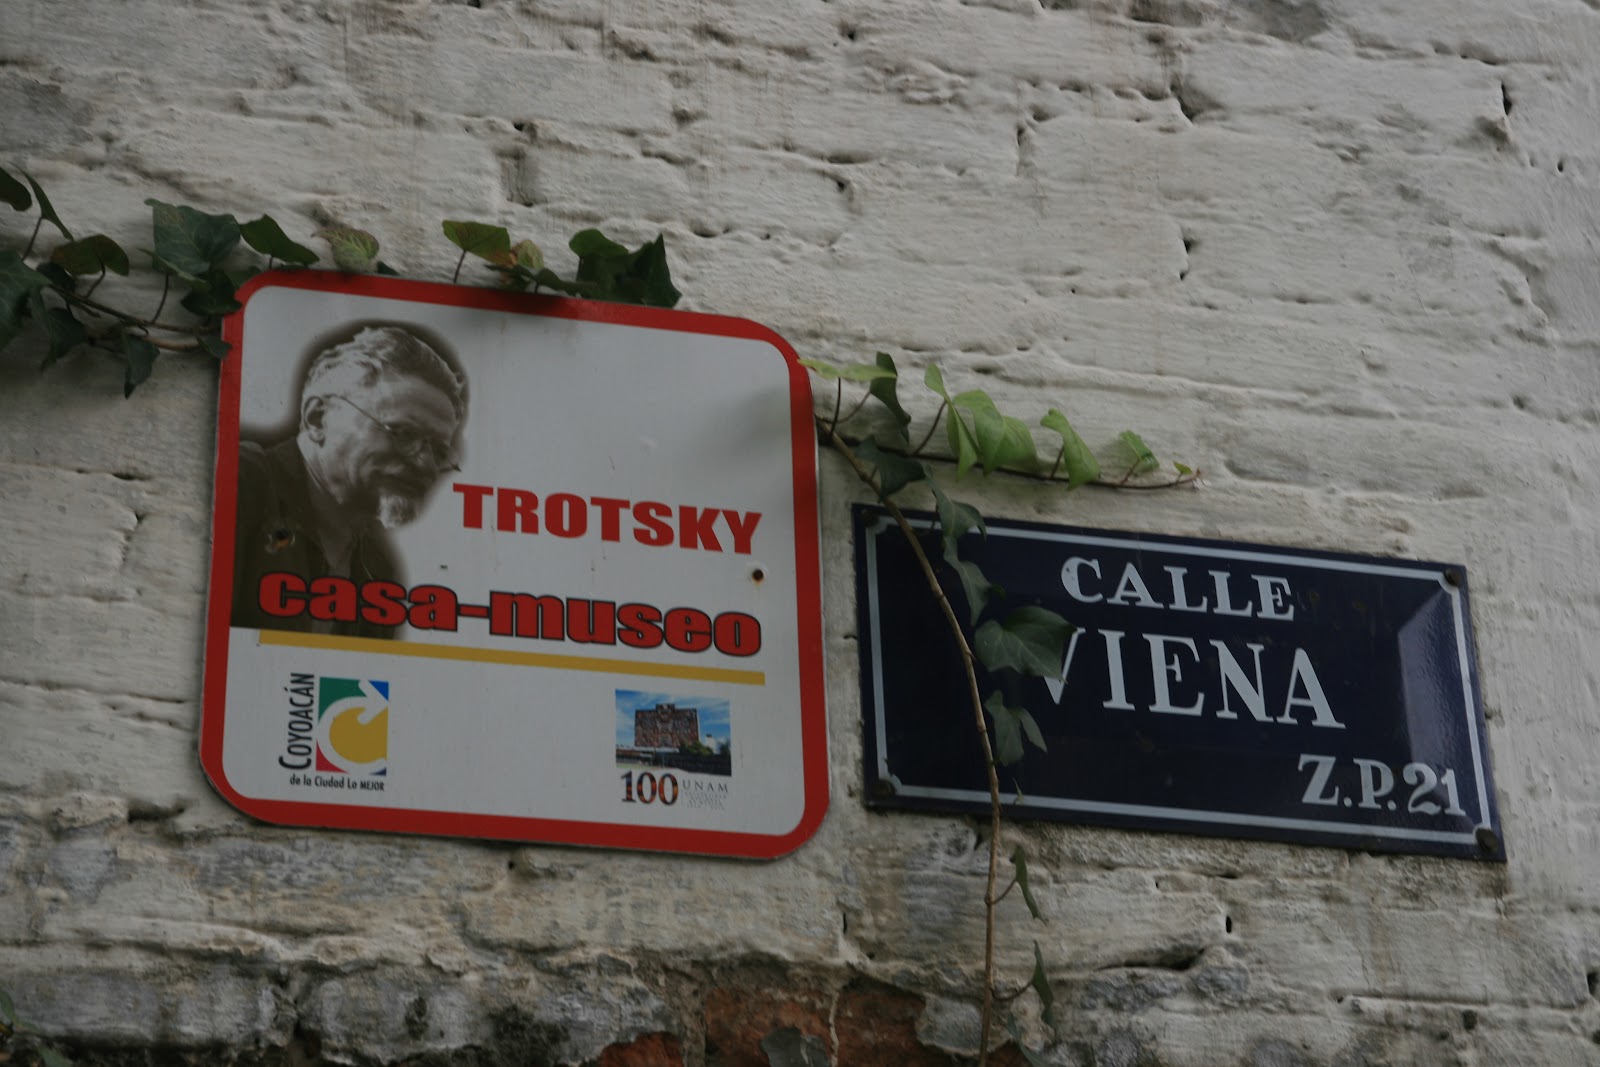 TROTSKY
casa-museo
COYOACÁN
de la Ciudad Lo MEJOR
100 UNAM
CALLE
VIENA
Z.P. 21